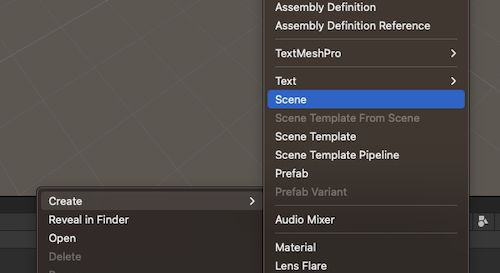 Assembly Definition
Assembly Definition Reference
TextMeshPro
Text
Scene
Scene Template From Scene
Scene Template
Scene Template Pipeline
Prefab
Prefab Variant
Audio Mixer
Material
Lens Flare
Create
Reveal in Finder
Open
Delete